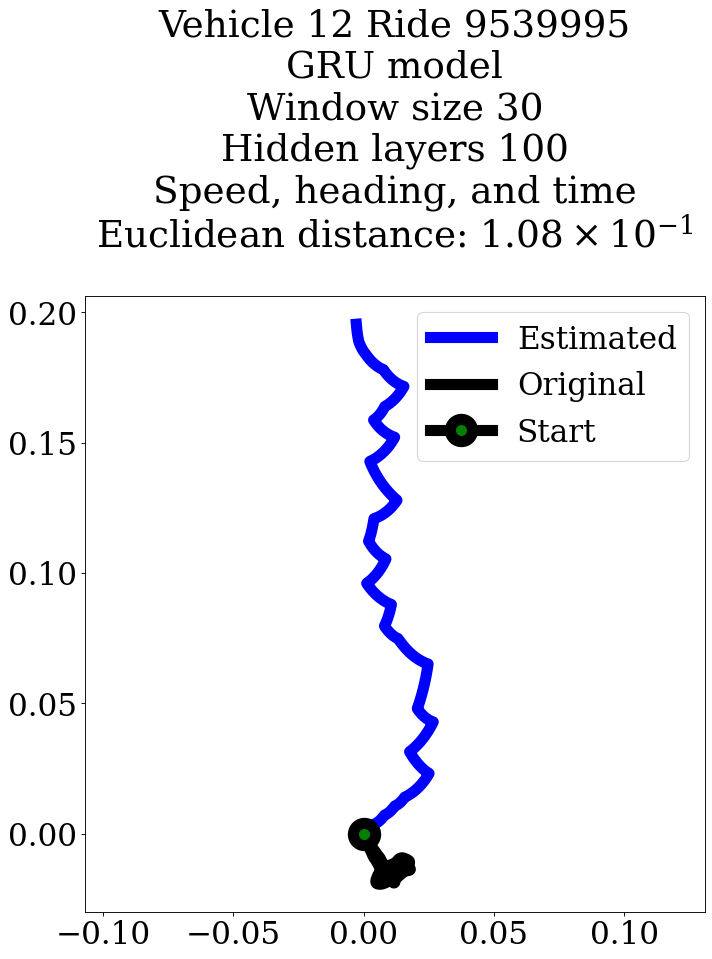 Vehicle 12 Ride 9539995
GRU model
Window size 30
Hidden layers 100
Speed, heading, and time
Euclidean distance: 1.08 × 10⁻¹
0.20
0.15
0.10
0.05
0.00
Estimated
Original
Start
−0.10 −0.05 0.00 0.05 0.10